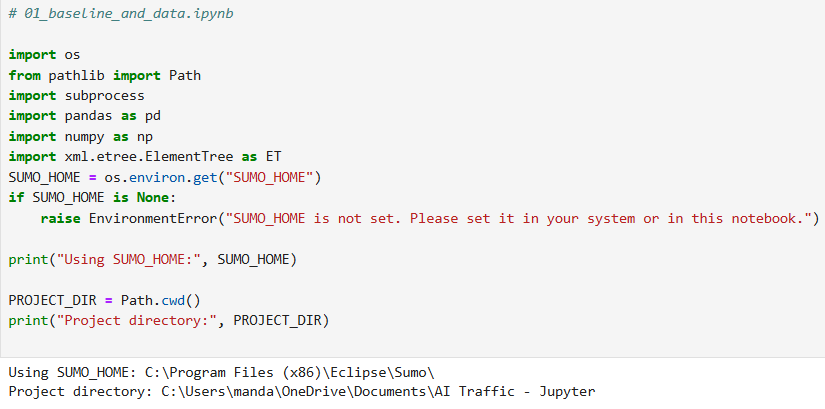 # 01_baseline_and_data.ipynb
import os
from pathlib import Path
import subprocess
import pandas as pd
import numpy as np
import xml.etree.ElementTree as ET
SUMO_HOME = os.environ.get("SUMO_HOME")
if SUMO_HOME is None:
    raise EnvironmentError("SUMO_HOME is not set. Please set it in your system or in this notebook.")
print("Using SUMO_HOME:", SUMO_HOME)
PROJECT_DIR = Path.cwd()
print("Project directory:", PROJECT_DIR)
Using SUMO_HOME: C:\Program Files (x86)\Eclipse\Sumo\
Project directory: C:\Users\manda\OneDrive\Documents\AI Traffic - Jupyter